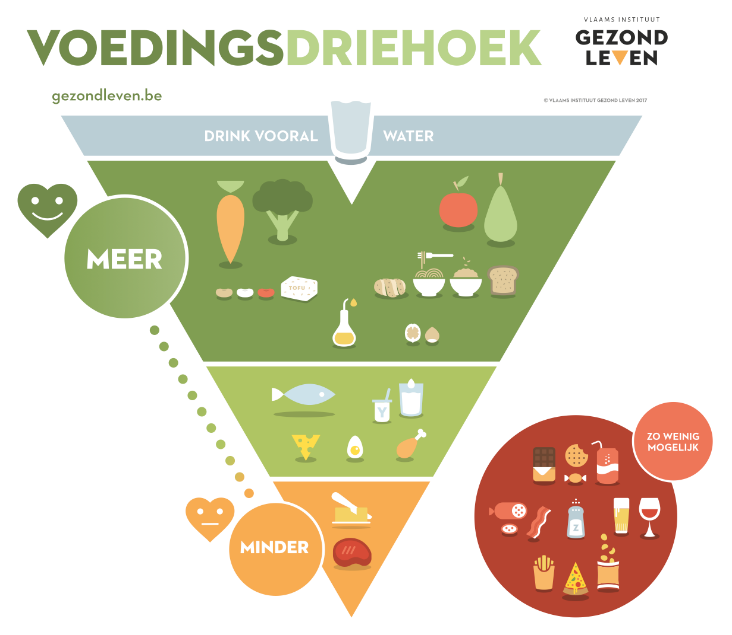 VOEDINGSDRIEHOEK
VLAAMS INSTITUUT
GEZOND
LEVEN
gezondleven.be
© VLAAMS INSTITUUT GEZOND LEVEN 2017
DRINK VOORAL WATER
MEER
TOFU
Y
ZO WEINIG
MOGELIJK
Z
MINDER